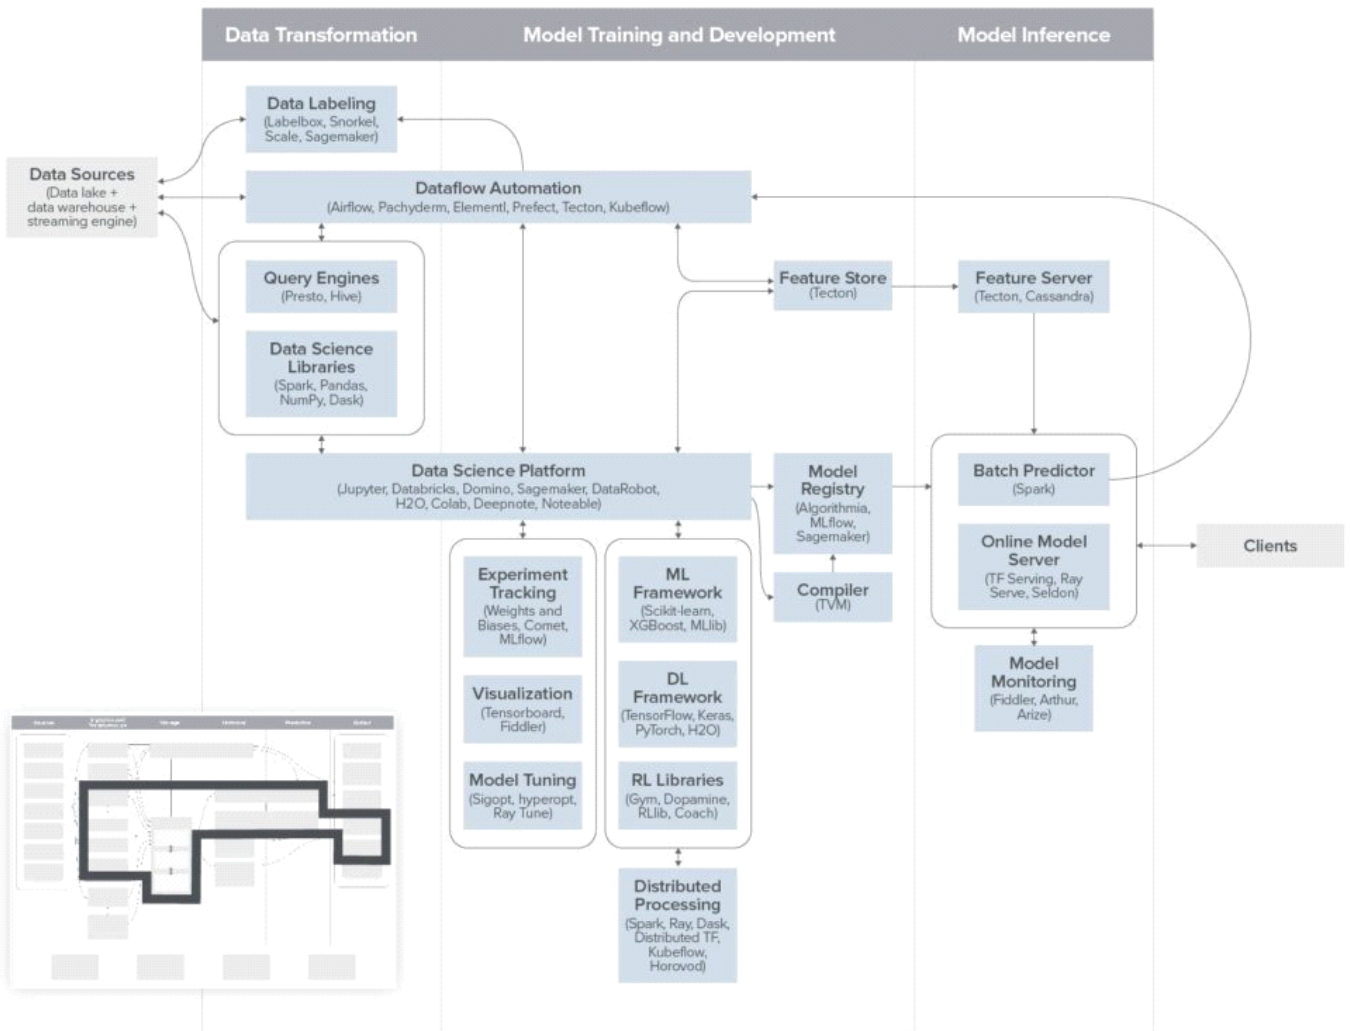 Data Transformation
Model Training and Development
Model Inference
Data Labeling
(Labelbox, Snorkel,
Scale, Sagemaker)
Data Sources
(Data lake +
data warehouse +
streaming engine)
Dataflow Automation
(Airflow, Pachyderm, Elementl, Prefect, Tecton, Kubeflow)
Query Engines
(Presto, Hive)
Feature Store
(Tecton)
Feature Server
(Tecton, Cassandra)
Data Science
Libraries
(Spark, Pandas,
NumPy, Dask)
Data Science Platform
(Jupyter, Databricks, Domino, Sagemaker, DataRobot,
H2O, Colab, Deepnote, Noteable)
Model
Registry
(Algorithmia,
MLflow,
Sagemaker)
Batch Predictor
(Spark)
Online Model
Server
(TF Serving, Ray
Serve, Seldon)
Clients
Experiment
Tracking
(Weights and
Biases, Comet,
MLflow)
ML
Framework
(Scikit-learn,
XGBoost, MLlib)
Compiler
(TVM)
Model
Monitoring
(Fiddler, Arthur,
Arize)
Visualization
(Tensorboard,
Fiddler)
DL
Framework
(TensorFlow, Keras,
PyTorch, H2O)
Model Tuning
(Sigopt, hyperopt,
Ray Tune)
RL Libraries
(Gym, Dopamine,
RLlib, Coach)
Distributed
Processing
(Spark, Ray, Dask,
Distributed TF,
Kubeflow,
Horovod)